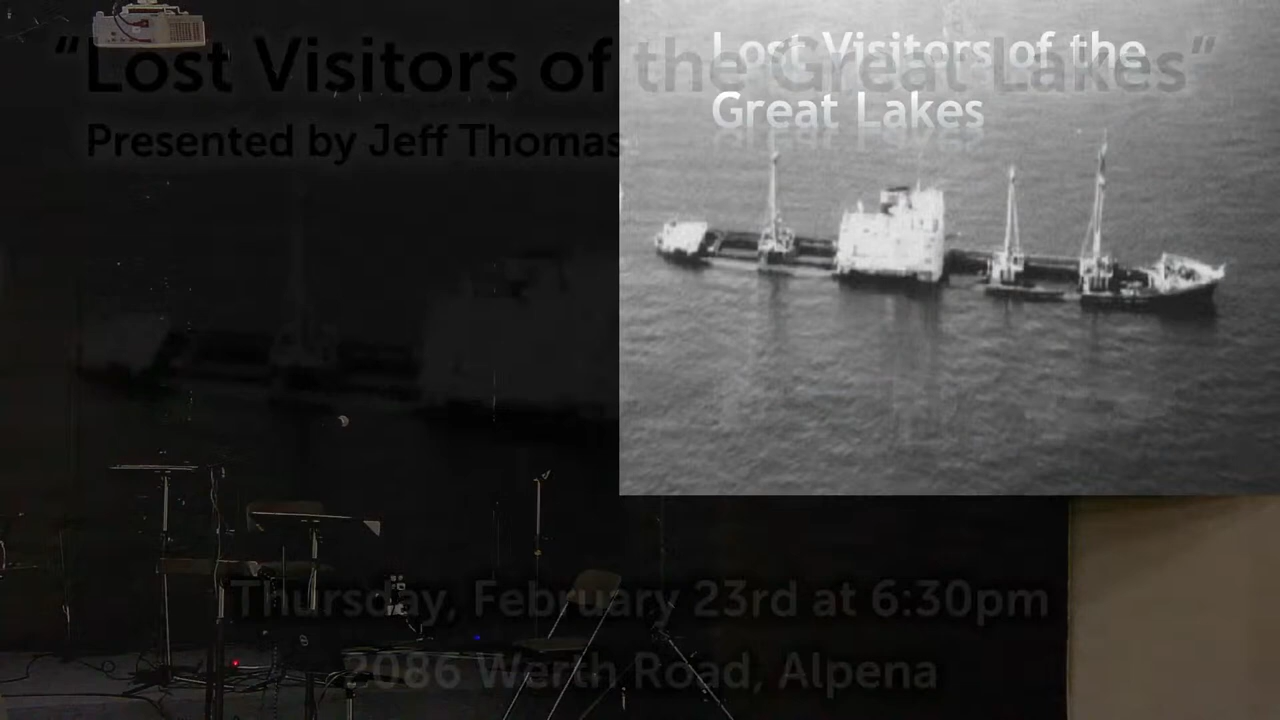 "Lost Visitors of the Great Lakes"
Presented by Jeff Thomas
Lost Visitors of the
Great Lakes
Thursday, February 23rd at 6:30pm
2086 Werth Road, Alpena